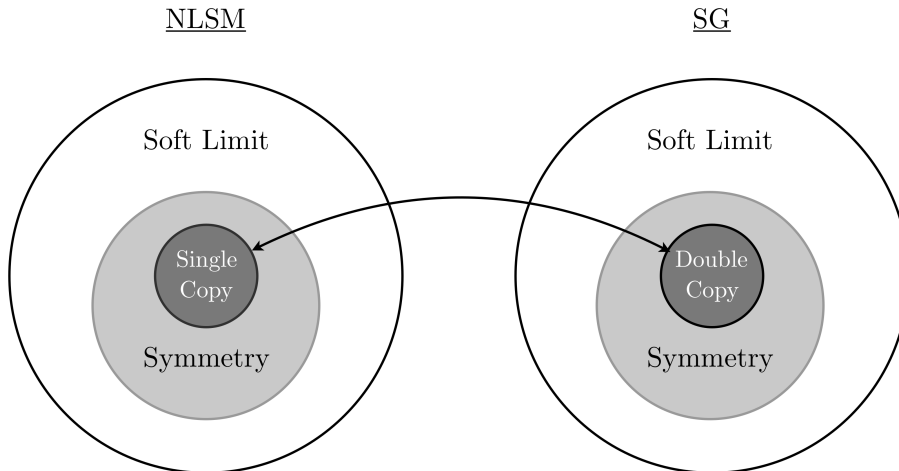 NLSM
SG
Soft Limit
Soft Limit
Single
Copy
Double
Copy
Symmetry
Symmetry